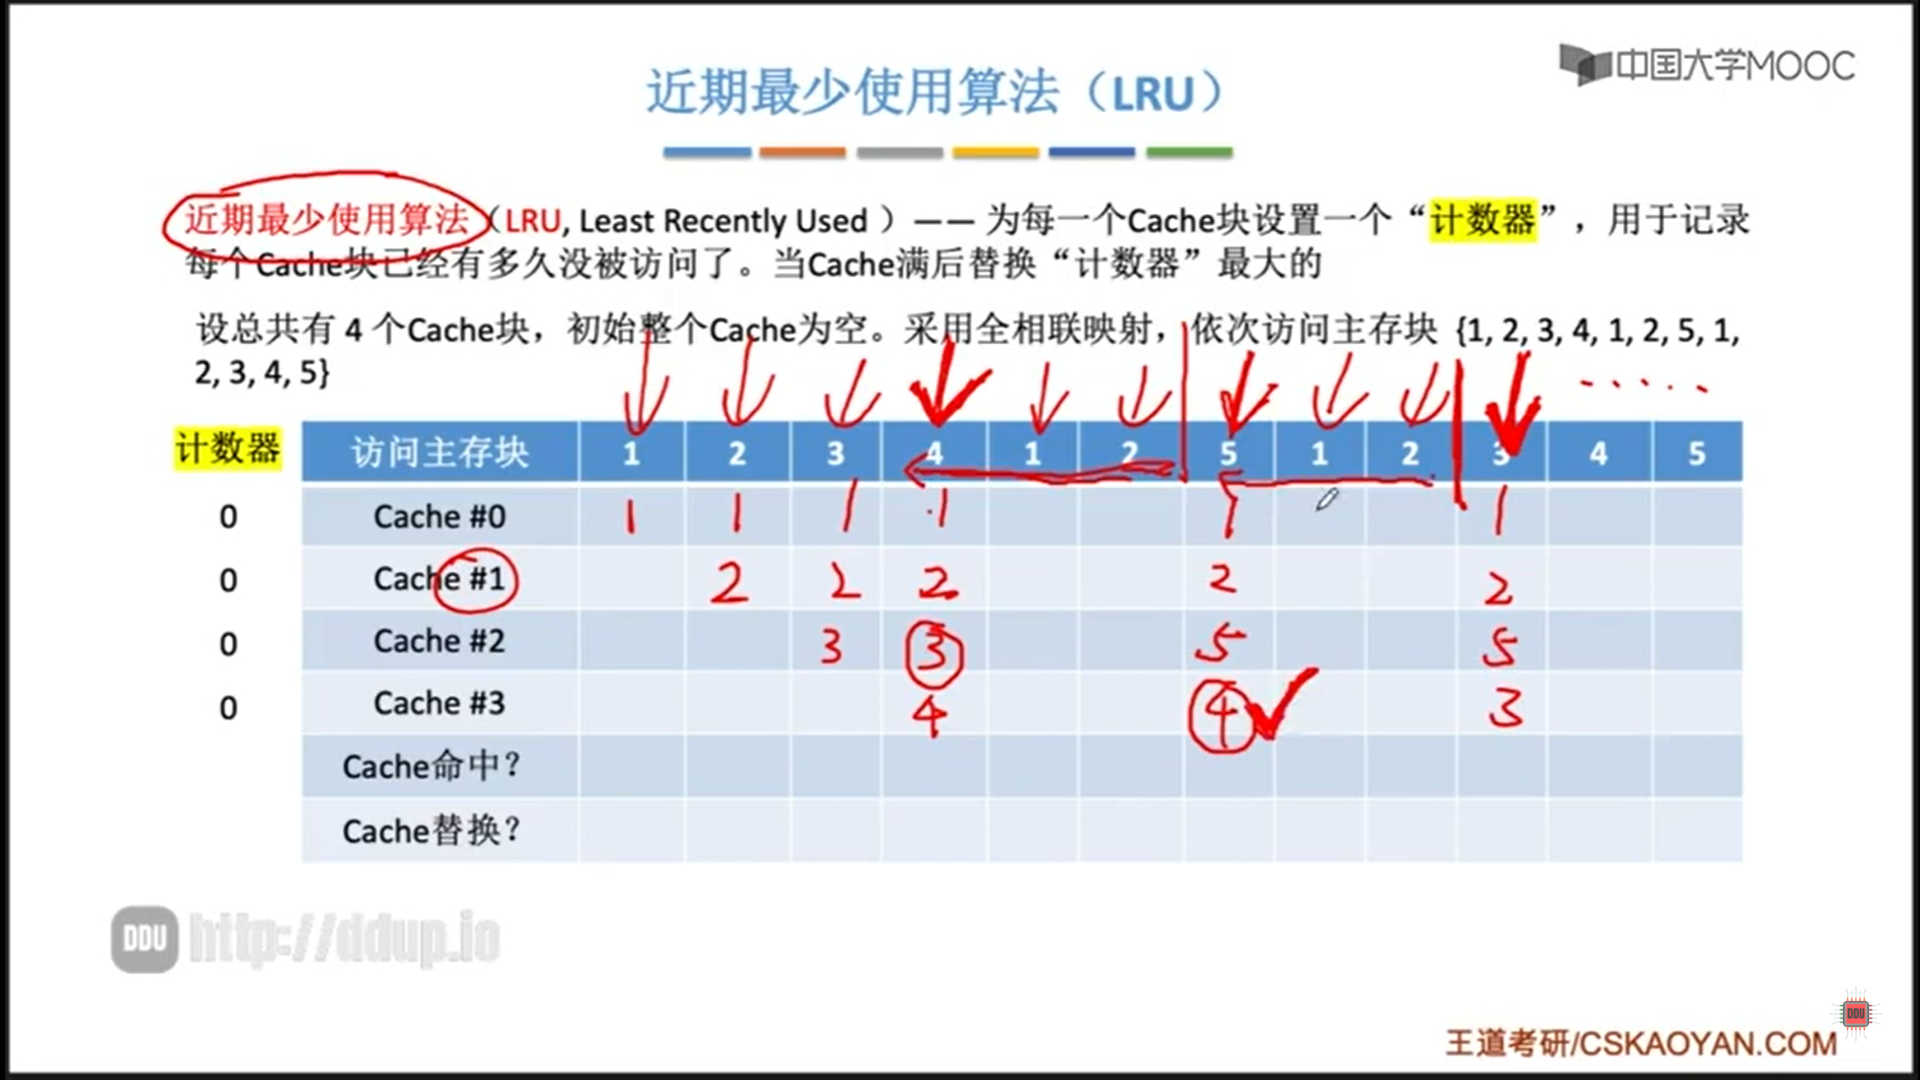 中国大学MOOC
近期最少使用算法（LRU）
近期最少使用算法（LRU, Least Recently Used ）—— 为每一个Cache块设置一个“计数器”，用于记录
每个Cache块已经有多久没被访问了。当Cache满后替换“计数器”最大的
设总共有 4 个Cache块，初始整个Cache为空。采用全相联映射，依次访问主存块 {1, 2, 3, 4, 1, 2, 5, 1,
2, 3, 4, 5}
计数器 访问主存块 1 2 3 4 1 2 5 1 2 3 4 5
0 Cache #0 1 1 1 1 1 1
0 Cache #1 2 2 2 2 2
0 Cache #2 3 3 5 5
0 Cache #3 4 4 3
Cache命中？
Cache替换？
DDU http://ddup.io
DDU
王道考研/CSKAOYAN.COM